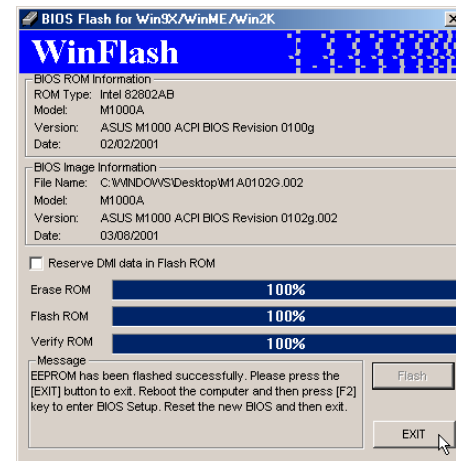 BIOS Flash for Win9X/WinME/Win2K
WinFlash
BIOS ROM Information
ROM Type: Intel 82802AB
Model: M1000A
Version: ASUS M1000 ACPI BIOS Revision 0100g
Date: 02/02/2001
BIOS Image Information
File Name: C:\WINDOWS\Desktop\M1A0102G.002
Model: M1000A
Version: ASUS M1000 ACPI BIOS Revision 0102g.002
Date: 03/08/2001
Reserve DMI data in Flash ROM
Erase ROM 100%
Flash ROM 100%
Verify ROM 100%
Message
EEPROM has been flashed successfully. Please press the
[EXIT] button to exit. Reboot the computer and then press [F2]
key to enter BIOS Setup. Reset the new BIOS and then exit.
Flash
EXIT